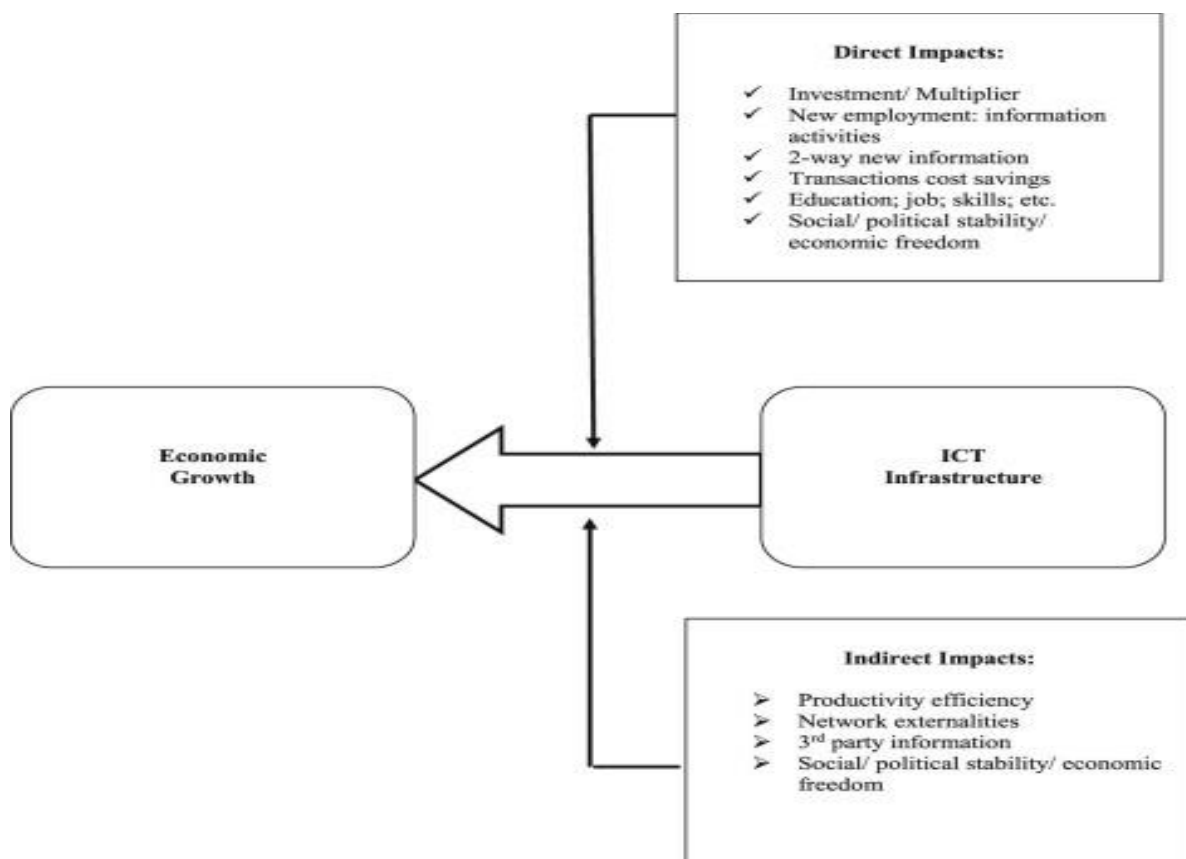 Direct Impacts:
✓ Investment/ Multiplier
✓ New employment: information
activities
✓ 2-way new information
✓ Transactions cost savings
✓ Education; job; skills; etc.
✓ Social/ political stability/
economic freedom
Economic
Growth
ICT
Infrastructure
Indirect Impacts:
➢ Productivity efficiency
➢ Network externalities
➢ 3rd party information
➢ Social/ political stability/ economic
freedom